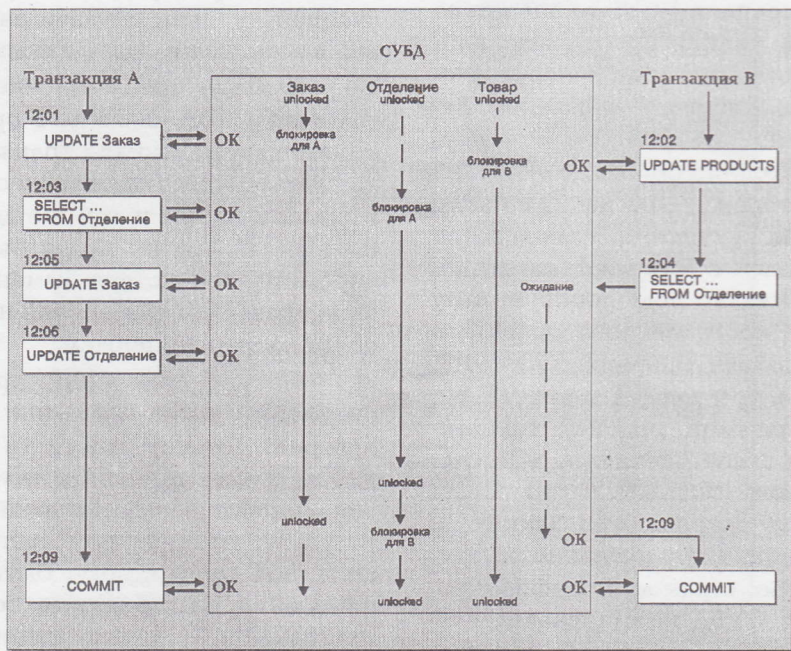 СУБД
Транзакция А
Заказ
unlocked
Отделение
unlocked
Товар
unlocked
Транзакция В
12:01
UPDATE Заказ
OK
блокировка
для А
12:02
OK
блокировка
для В
UPDATE PRODUCTS
12:03
SELECT ...
FROM Отделение
OK
блокировка
для А
12:04
SELECT ...
FROM Отделение
Ожидание
12:05
UPDATE Заказ
OK
12:06
UPDATE Отделение
OK
unlocked
unlocked
блокировка
для В
OK
12:09
12:09
COMMIT
OK
unlocked
unlocked
OK
COMMIT